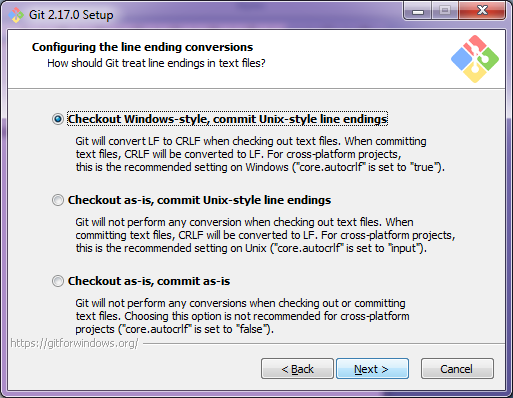 Git 2.17.0 Setup
Configuring the line ending conversions
How should Git treat line endings in text files?
Checkout Windows-style, commit Unix-style line endings
Git will convert LF to CRLF when checking out text files. When committing
text files, CRLF will be converted to LF. For cross-platform projects,
this is the recommended setting on Windows ("core.autocrlf" is set to "true").
Checkout as-is, commit Unix-style line endings
Git will not perform any conversion when checking out text files. When
committing text files, CRLF will be converted to LF. For cross-platform projects,
this is the recommended setting on Unix ("core.autocrlf" is set to "input").
Checkout as-is, commit as-is
Git will not perform any conversions when checking out or committing
text files. Choosing this option is not recommended for cross-platform
projects ("core.autocrlf" is set to "false").
https://gitforwindows.org/
< Back
Next >
Cancel